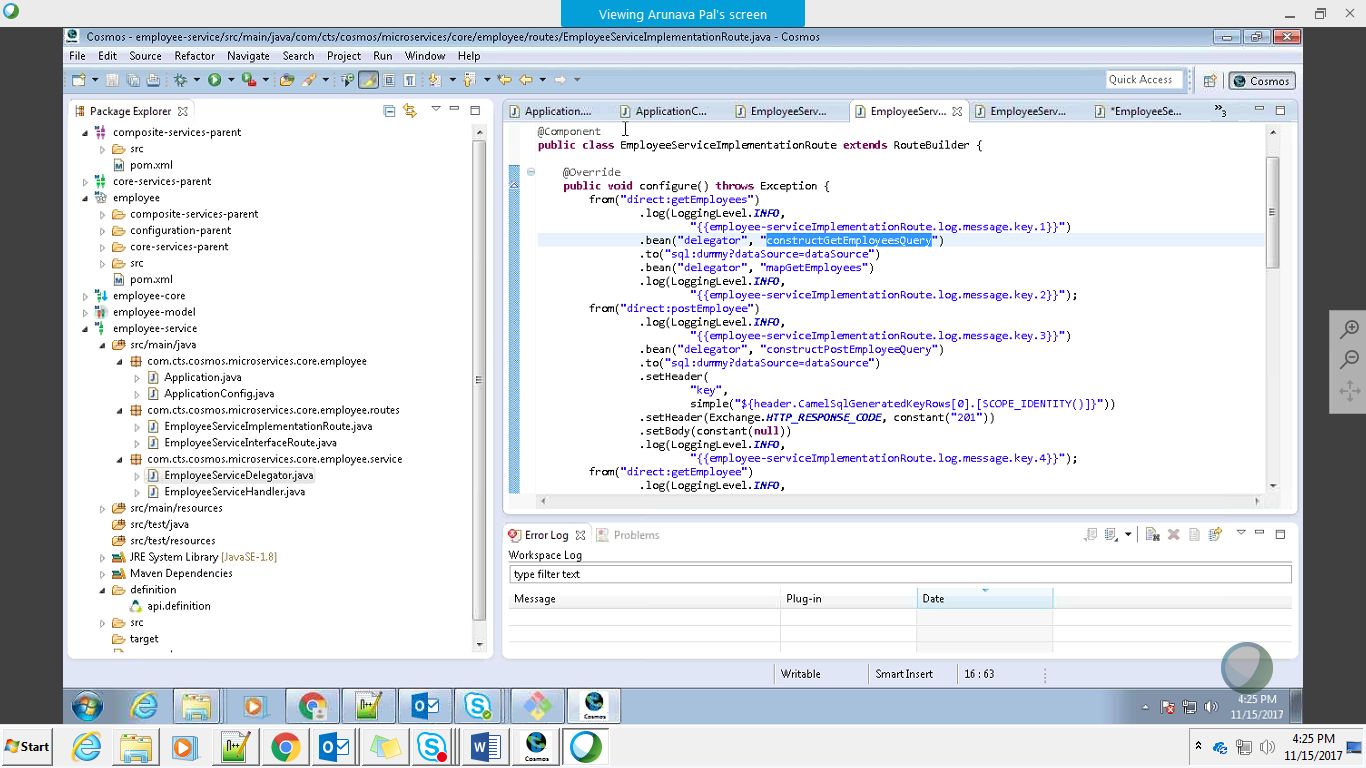 Viewing Arunava Pal's screen
Cosmos - employee-service/src/main/java/com/cts/cosmos/microservices/core/employee/routes/EmployeeServiceImplementationRoute.java - Cosmos
File Edit Source Refactor Navigate Search Project Run Window Help
Quick Access
Cosmos
Package Explorer
composite-services-parent
src
pom.xml
core-services-parent
employee
composite-services-parent
configuration-parent
core-services-parent
src
pom.xml
employee-core
employee-model
employee-service
src/main/java
com.cts.cosmos.microservices.core.employee
Application.java
ApplicationConfig.java
com.cts.cosmos.microservices.core.employee.routes
EmployeeServiceImplementationRoute.java
EmployeeServiceInterfaceRoute.java
com.cts.cosmos.microservices.core.employee.service
EmployeeServiceDelegator.java
EmployeeServiceHandler.java
src/main/resources
src/test/java
src/test/resources
JRE System Library [JavaSE-1.8]
Maven Dependencies
definition
api.definition
src
target
Application.... ApplicationC... EmployeeServ... EmployeeServ... EmployeeServ... *EmployeeSe... »3
@Component
public class EmployeeServiceImplementationRoute extends RouteBuilder {
@Override
public void configure() throws Exception {
from("direct:getEmployees")
.log(LoggingLevel.INFO,
"{{employee-serviceImplementationRoute.log.message.key.1}}")
.bean("delegator", "constructGetEmployeesQuery")
.to("sql:dummy?dataSource=dataSource")
.bean("delegator", "mapGetEmployees")
.log(LoggingLevel.INFO,
"{{employee-serviceImplementationRoute.log.message.key.2}}");
from("direct:postEmployee")
.log(LoggingLevel.INFO,
"{{employee-serviceImplementationRoute.log.message.key.3}}")
.bean("delegator", "constructPostEmployeeQuery")
.to("sql:dummy?dataSource=dataSource")
.setHeader(
"key",
simple("${header.CamelSqlGeneratedKeyRows[0].[SCOPE_IDENTITY()]}"))
.setHeader(Exchange.HTTP_RESPONSE_CODE, constant("201"))
.setBody(constant(null))
.log(LoggingLevel.INFO,
"{{employee-serviceImplementationRoute.log.message.key.4}}");
from("direct:getEmployee")
.log(LoggingLevel.INFO,
Error Log Problems
Workspace Log
type filter text
Message Plug-in Date
Writable Smart Insert 16 : 63
Cosmos
4:25 PM
11/15/2017
Start
Cosmos
4:25 PM
11/15/2017